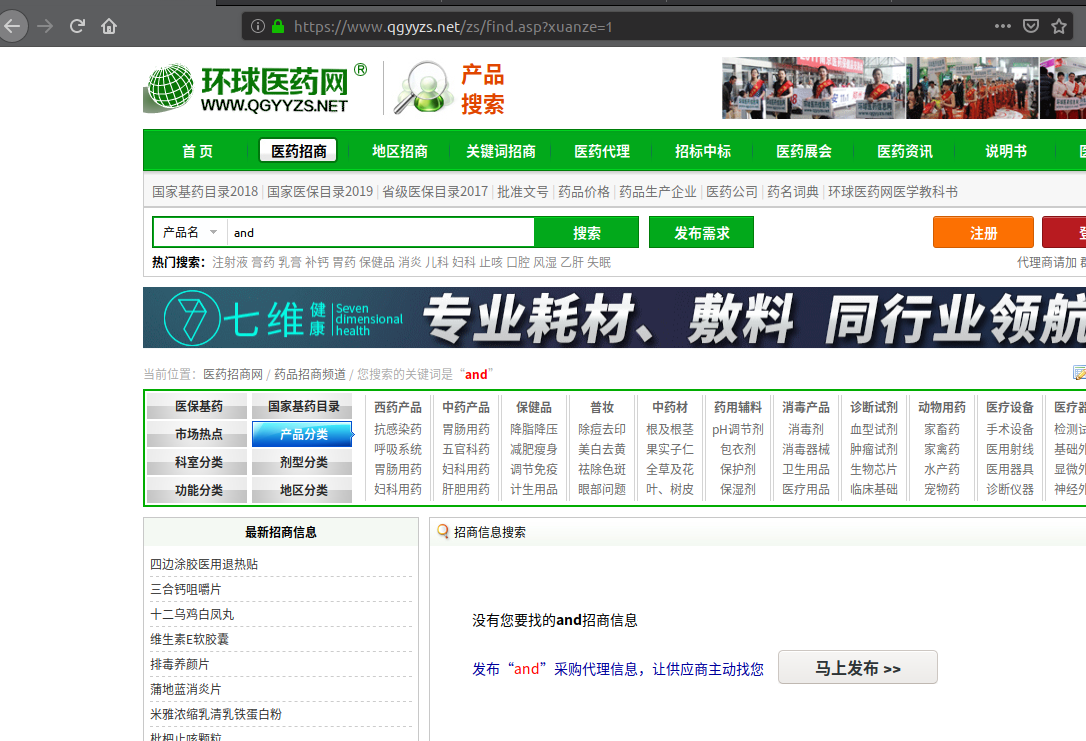 https://www.qgyyzs.net/zs/find.asp?xuanze=1
环球医药网®
WWW.QGYYZS.NET
产品
搜索
首 页 医药招商 地区招商 关键词招商 医药代理 招标中标 医药展会 医药资讯 说明书
国家基药目录2018 | 国家医保目录2019 | 省级医保目录2017 | 批准文号 | 药品价格 | 药品生产企业 | 医药公司 | 药名词典 | 环球医药网医学教科书
产品名 and 搜索 发布需求 注册
热门搜索：注射液 膏药 乳膏 补钙 胃药 保健品 消炎 儿科 妇科 止咳 口腔 风湿 乙肝 失眠 代理商请加
七维健康 Seven dimensional health 专业耗材、敷料 同行业领航
当前位置：医药招商网 / 药品招商频道 / 您搜索的关键词是“and”
医保基药 国家基药目录 西药产品 中药产品 保健品 普妆 中药材 药用辅料 消毒产品 诊断试剂 动物用药 医疗设备 医疗器
市场热点 产品分类 抗感染药 胃肠用药 降脂降压 除痘去印 根及根茎 pH调节剂 消毒剂 血型试剂 家畜药 手术设备 检测试
呼吸系统 五官科药 减肥瘦身 美白去黄 果实子仁 包衣剂 消毒器械 肿瘤试剂 家禽药 医用射线 基础外
科室分类 剂型分类 胃肠用药 妇科用药 调节免疫 祛除色斑 全草及花 保护剂 卫生用品 生物芯片 水产药 医用器具 显微外
功能分类 地区分类 妇科用药 肝胆用药 计生用品 眼部问题 叶、树皮 保湿剂 医疗用品 临床基础 宠物药 诊断仪器 神经外
最新招商信息
四边涂胶医用退热贴
三合钙咀嚼片
十二乌鸡白凤丸
维生素E软胶囊
排毒养颜片
蒲地蓝消炎片
米雅浓缩乳清乳铁蛋白粉
枇杷止咳颗粒
招商信息搜索
没有您要找的and招商信息
发布“and”采购代理信息，让供应商主动找您 马上发布 >>